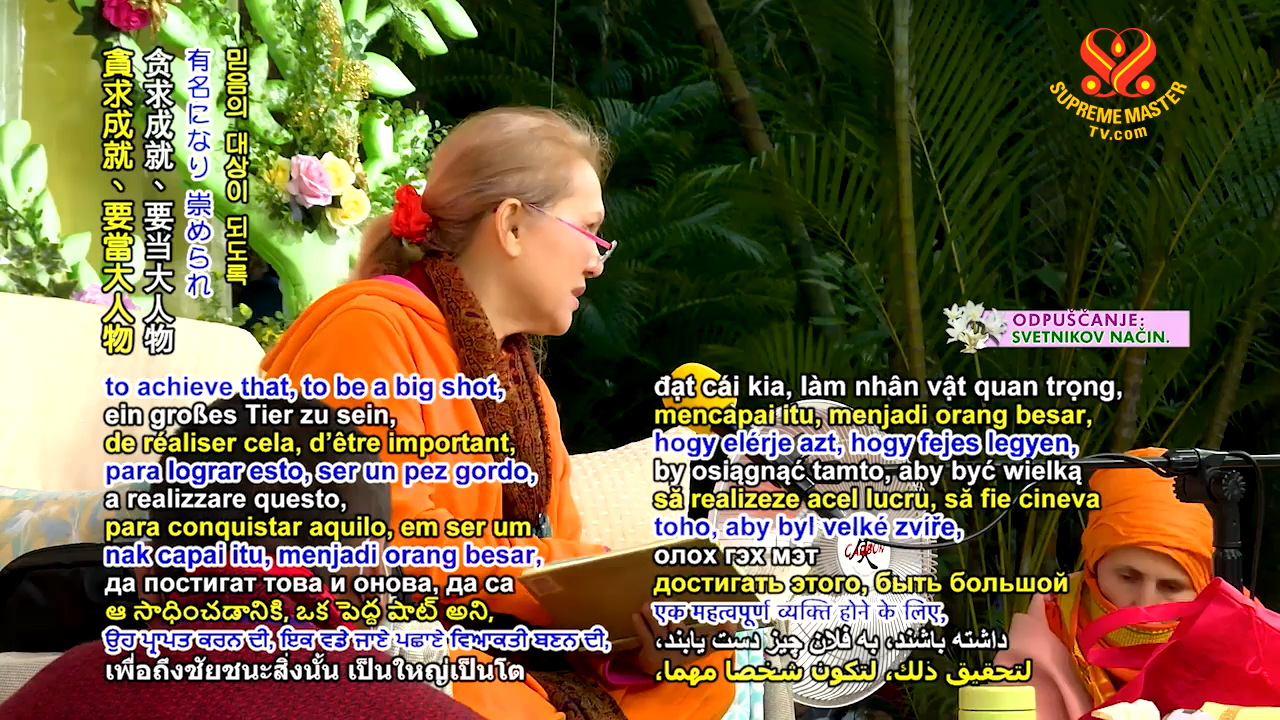 믿음의 대상이 되도록
有名になり 崇められ
贪求成就、要当大人物
貪求成就、要當大人物
SUPREME MASTER
TV.com
ODPUŠČANJE:
SVETNIKOV NAČIN.
to achieve that, to be a big shot,
ein großes Tier zu sein,
de réaliser cela, d’être important,
para lograr esto, ser un pez gordo,
a realizzare questo,
para conquistar aquilo, em ser um
nak capai itu, menjadi orang besar,
да постигат това и онова, да са
ఆ సాధించడానికి, ఒక పెద్ద షాట్ అని,
ਉਹ ਪ੍ਰਾਪਤ ਕਰਨ ਦੀ, ਇਕ ਵਡੇ ਜਾਣੇ ਪਛਾਣੇ ਵਿਅਕਤੀ ਬਣਨ ਦੀ,
เพื่อถึงชัยชนะสิ่งนั้น เป็นใหญ่เป็นโต
đạt cái kia, làm nhân vật quan trọng,
mencapai itu, menjadi orang besar,
hogy elérje azt, hogy fejes legyen,
by osiągnąć tamto, aby być wielką
să realizeze acel lucru, să fie cineva
toho, aby byl velké zvíře,
олох гэх мэт
достигать этого, быть большой
एक महत्वपूर्ण व्यक्ति होने के लिए,
داشته باشند، به فلان چیز دست یابند،
لتحقيق ذلك، لتكون شخصا مهما،
CARBON